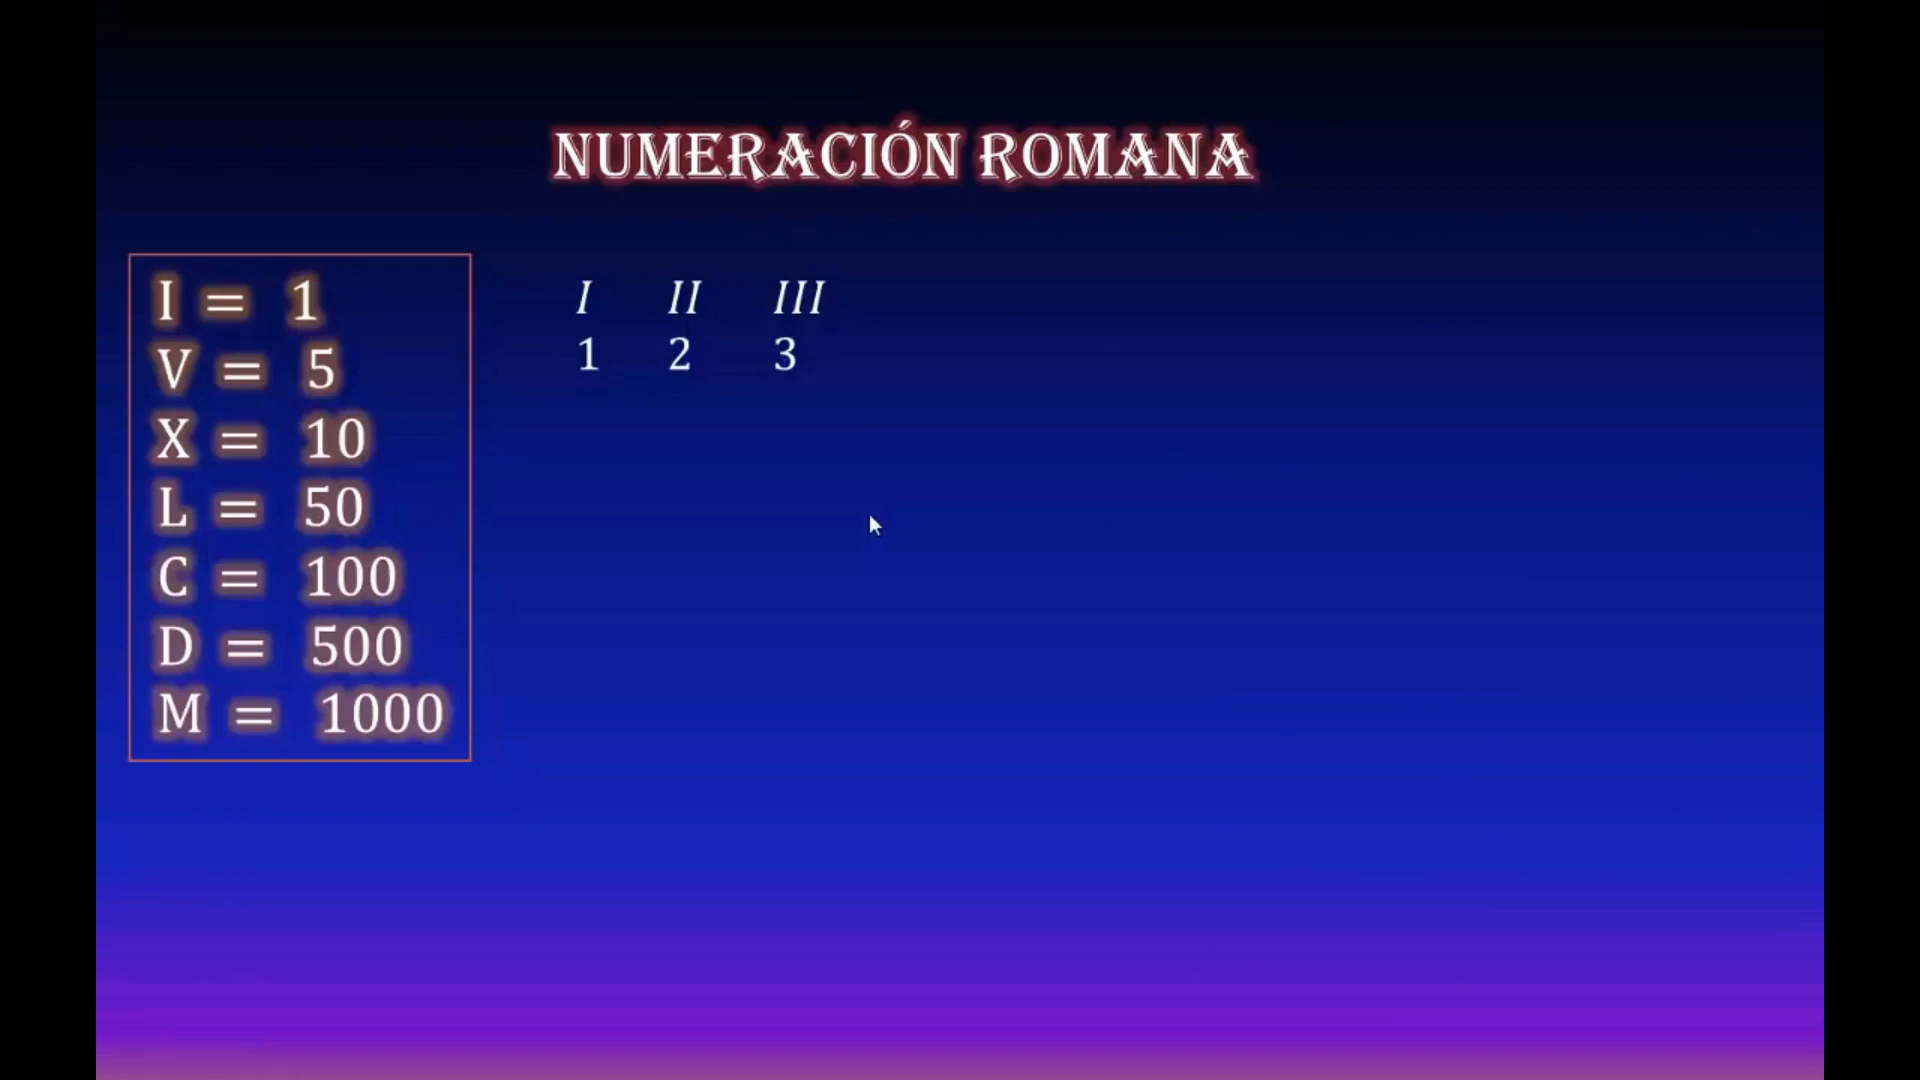 NUMERACIÓN ROMANA
I = 1
V = 5
X = 10
L = 50
C = 100
D = 500
M = 1000
I II III
1 2 3